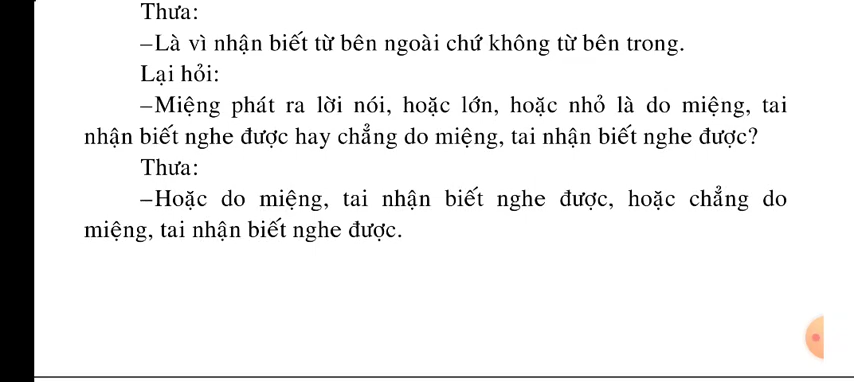 Thưa:
–Là vì nhận biết từ bên ngoài chứ không từ bên trong.
Lại hỏi:
–Miệng phát ra lời nói, hoặc lớn, hoặc nhỏ là do miệng, tai
nhận biết nghe được hay chẳng do miệng, tai nhận biết nghe được?
Thưa:
–Hoặc do miệng, tai nhận biết nghe được, hoặc chẳng do
miệng, tai nhận biết nghe được.